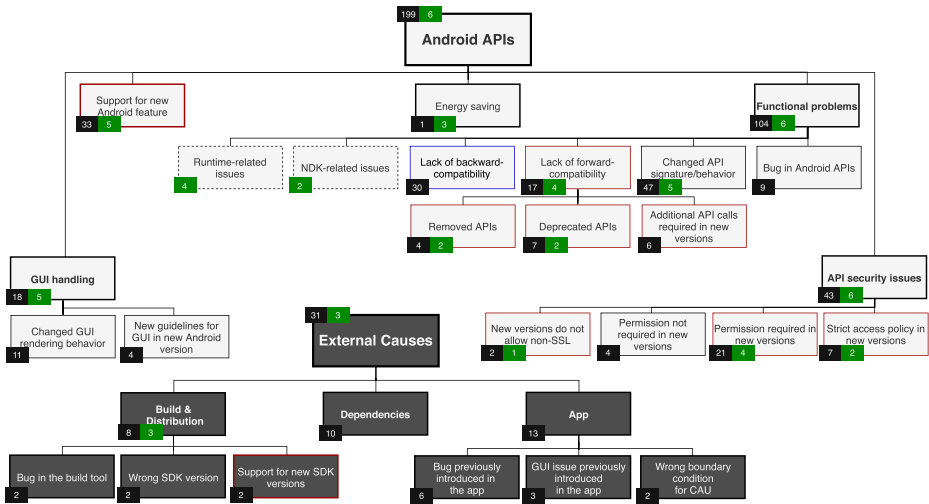 199 6
Android APIs
Support for new
Android feature
33 5
Energy saving
1 3
Functional problems
104 6
Runtime-related
issues
4
NDK-related issues
2
Lack of backward-
compatibility
30
Lack of forward-
compatibility
17 4
Changed API
signature/behavior
47 5
Bug in Android APIs
9
Removed APIs
4 2
Deprecated APIs
7 2
Additional API calls
required in new
versions
6
GUI handling
18 5
API security issues
43 6
Changed GUI
rendering behavior
11
New guidelines for
GUI in new Android
version
4
31 3
External Causes
New versions do not
allow non-SSL
2 1
Permission not
required in new
versions
4
Permission required in
new versions
21 4
Strict access policy in
new versions
7 2
Build &
Distribution
8 3
Dependencies
10
App
13
Bug in the build tool
2
Wrong SDK version
2
Support for new SDK
versions
2
Bug previously
introduced in
the app
6
GUI issue previously
introduced
in the app
3
Wrong boundary
condition
for CAU
2